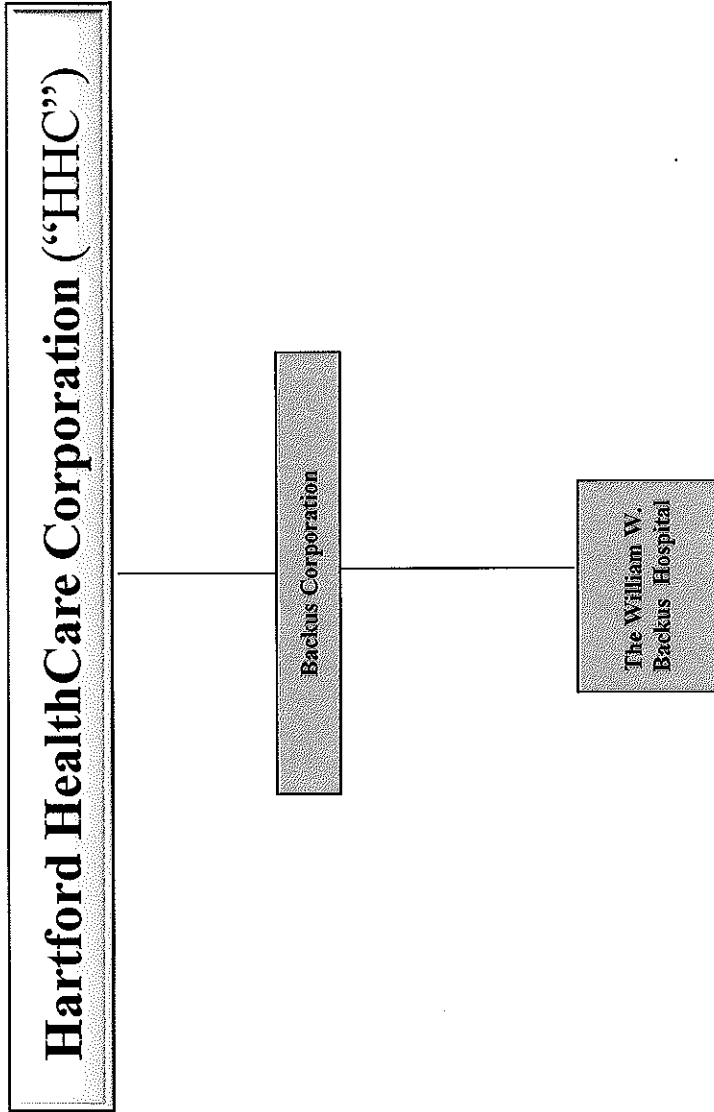 Hartford HealthCare Corporation (“HHC”)
Backus Corporation
The William W.
Backus Hospital